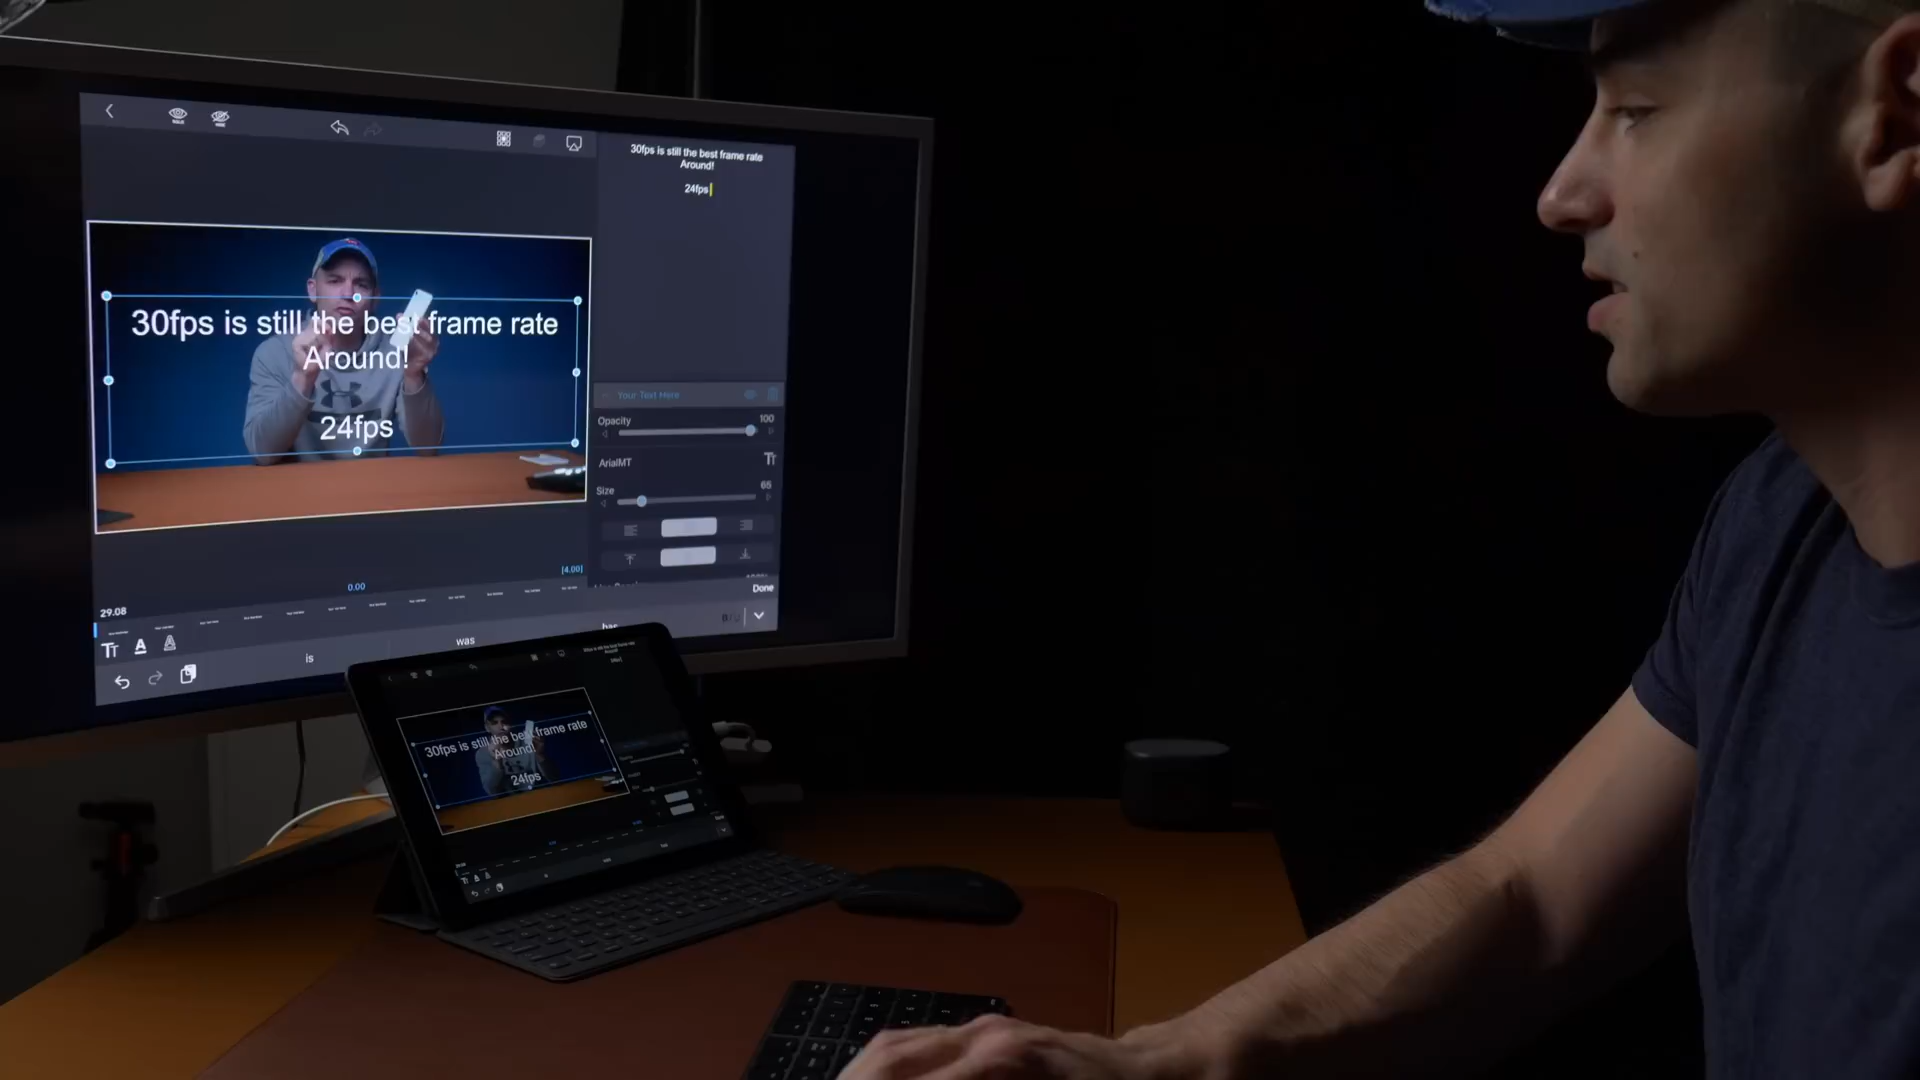 30fps is still the best frame rate
Around!
24fps
30fps is still the best frame rate
Around!
24fps
Your Text Here
Opacity
100
ArialMT
Size
65
[4.00]
0.00
Done
29.08
is
was
30fps is still the best frame rate
Around!
24fps